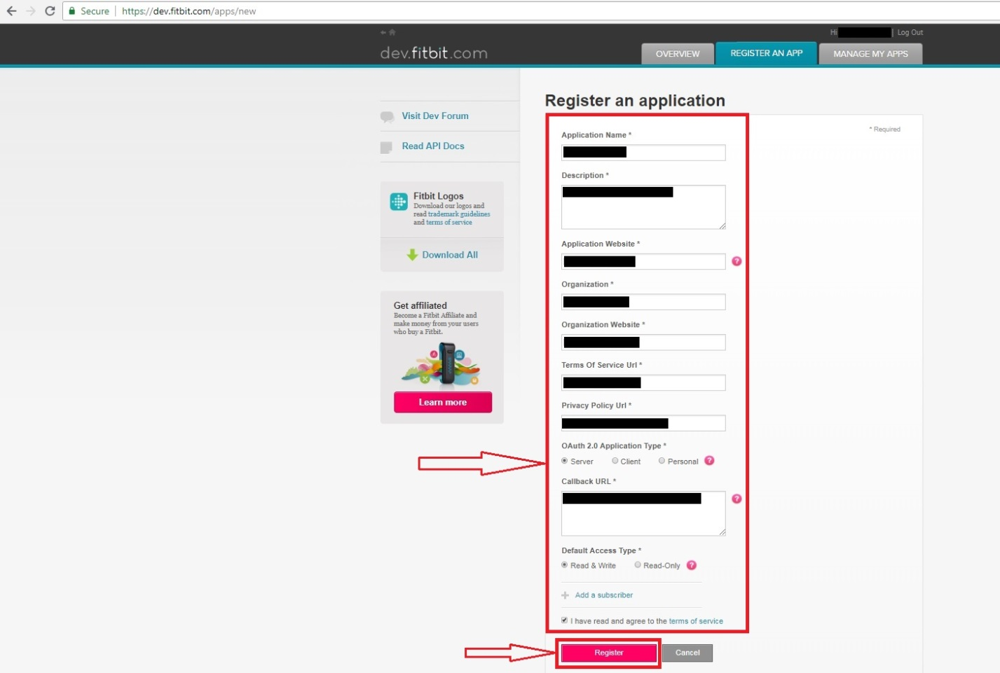 Secure https://dev.fitbit.com/apps/new
Hi | Log Out
dev.fitbit.com
OVERVIEW REGISTER AN APP MANAGE MY APPS
Visit Dev Forum
Read API Docs
Fitbit Logos
Download our logos and
read trademark guidelines
and terms of service
Download All
Get affiliated
Become a Fitbit Affiliate and
make money from your users
who buy a Fitbit.
Learn more
Register an application
* Required
Application Name *
Description *
Application Website *
?
Organization *
Organization Website *
Terms Of Service Url *
Privacy Policy Url *
OAuth 2.0 Application Type *
Server Client Personal ?
Callback URL *
?
Default Access Type *
Read & Write Read-Only ?
Add a subscriber
I have read and agree to the terms of service
Register Cancel